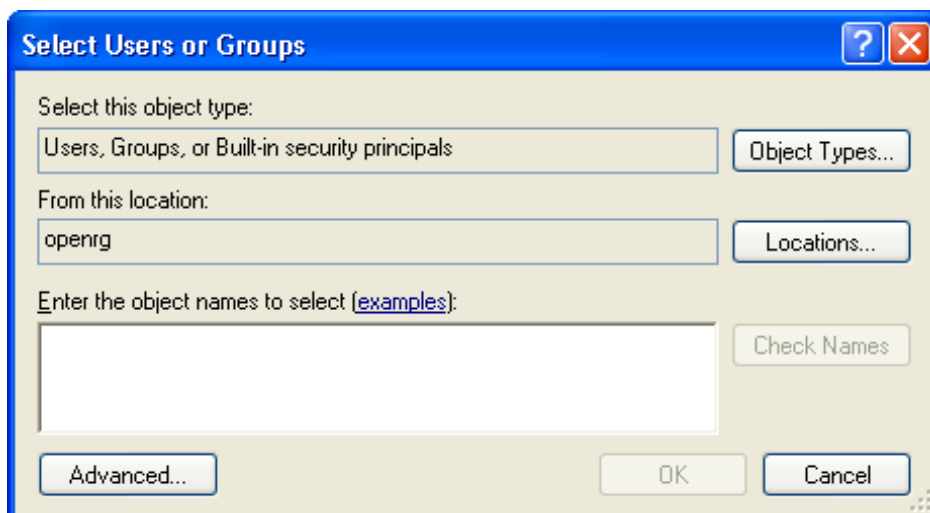 Select Users or Groups
Select this object type:
Users, Groups, or Built-in security principals
Object Types...
From this location:
openrg
Locations...
Enter the object names to select (examples):
Check Names
Advanced...
OK
Cancel